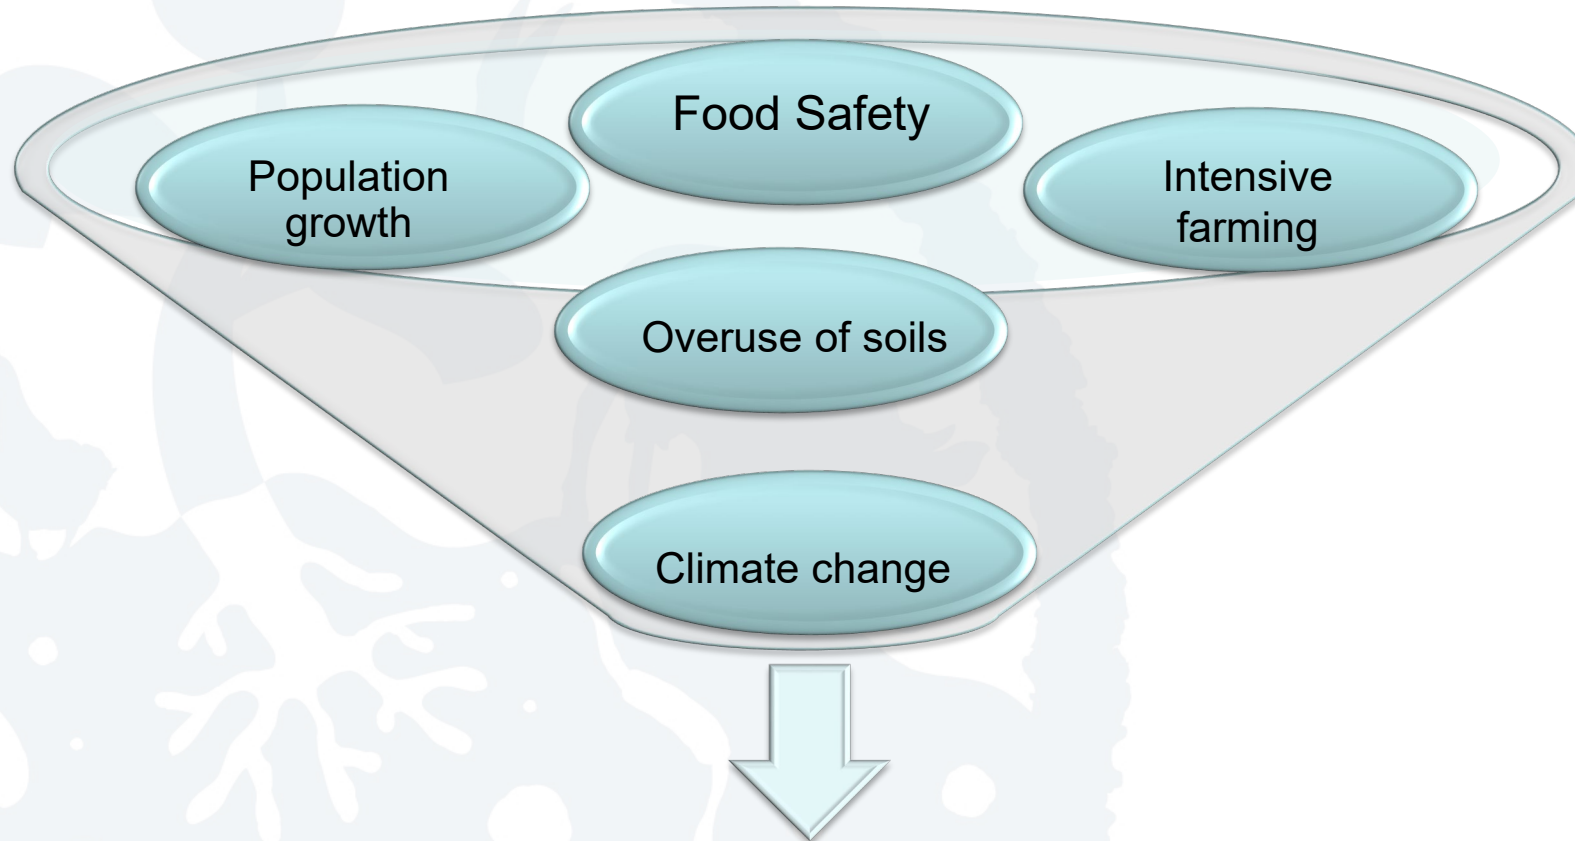 Food Safety
Population
growth
Intensive
farming
Overuse of soils
Climate change